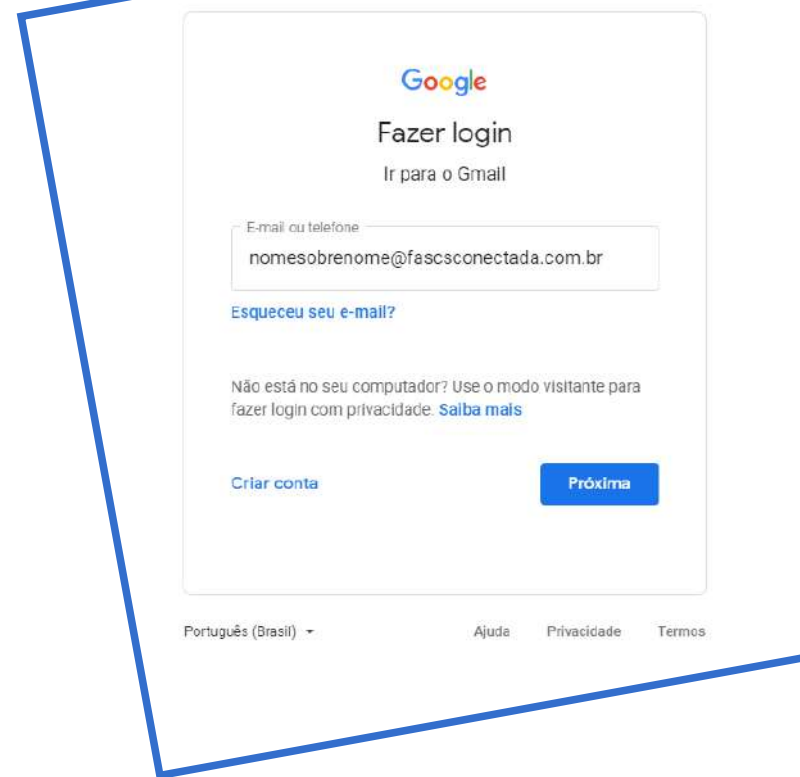 Google
Fazer login
Ir para o Gmail
E-mail ou telefone
nomesobrenome@fascsconectada.com.br
Esqueceu seu e-mail?
Não está no seu computador? Use o modo visitante para
fazer login com privacidade. Saiba mais
Criar conta
Próxima
Português (Brasil)
Ajuda
Privacidade
Termos